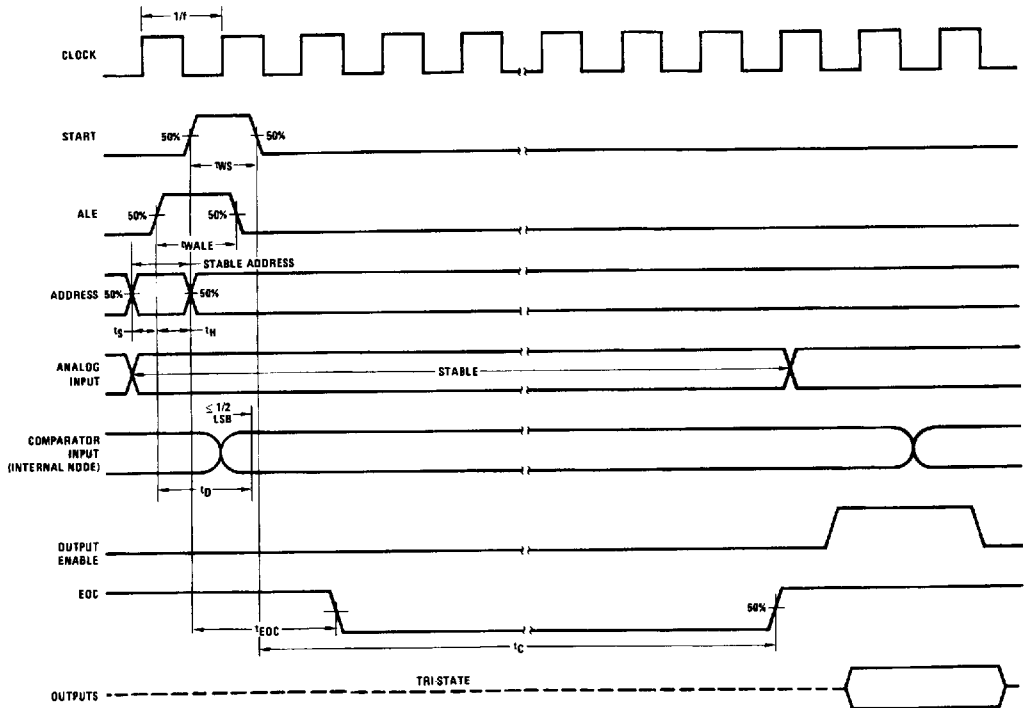 1/f
CLOCK
START
50%
50%
tWS
ALE
50%
50%
tWALE
STABLE ADDRESS
ADDRESS
50%
50%
tS
tH
ANALOG
INPUT
STABLE
≤ 1/2
LSB
COMPARATOR
INPUT
(INTERNAL NODE)
tD
OUTPUT
ENABLE
EOC
50%
tEOC
tC
TRI-STATE
OUTPUTS